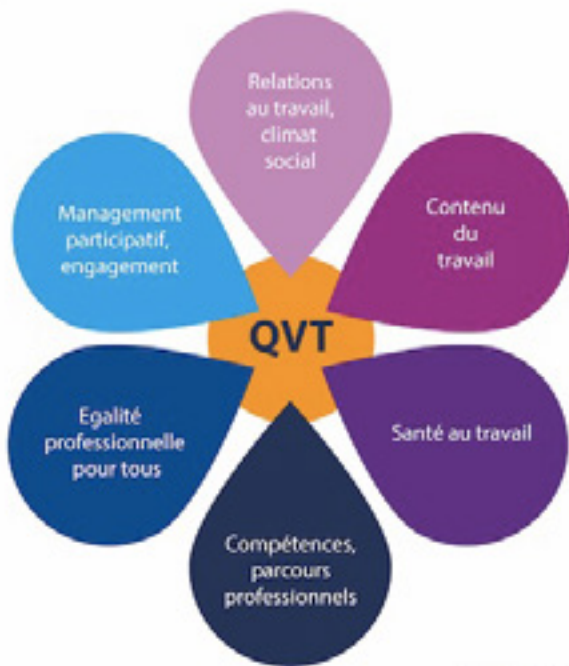 Relations
au travail,
climat
social
Contenu
du
travail
Santé au travail
Compétences,
parcours
professionnels
Egalité
professionnelle
pour tous
Management
participatif,
engagement
QVT